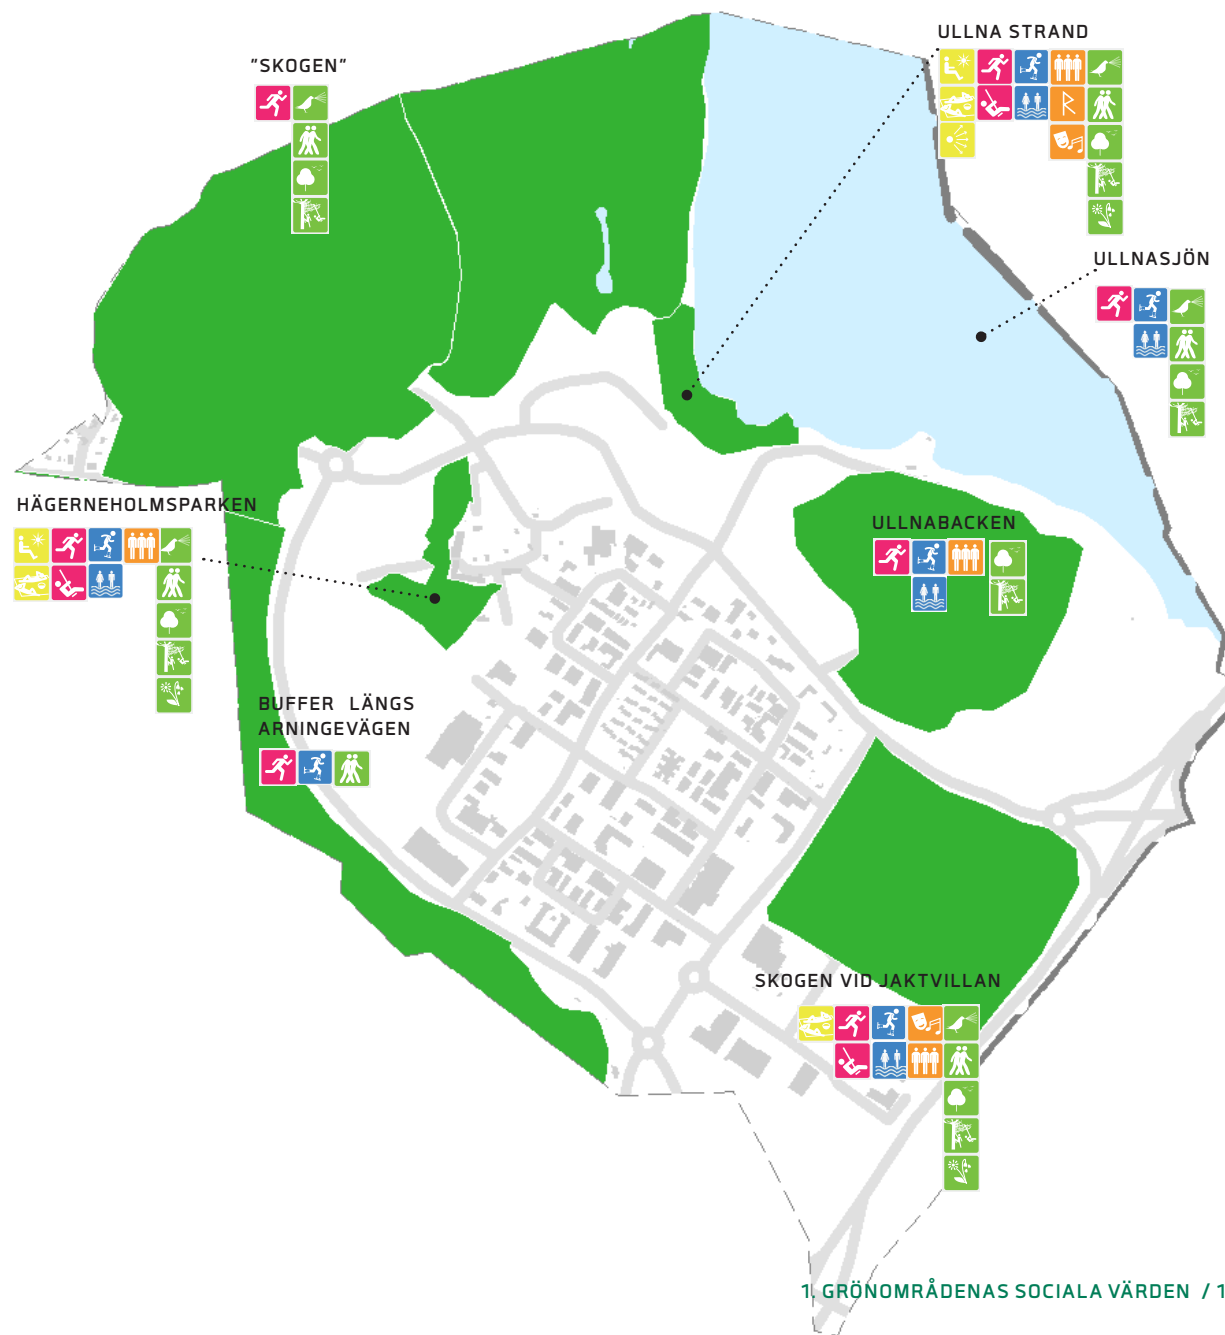 ULLNA STRAND
"SKOGEN"
ULLNASJÖN
HÄGERNEHOLMSPARKEN
ULLNABACKEN
BUFFER LÄNGS
ARNINGEVÄGEN
SKOGEN VID JAKTVILLAN
1. GRÖNOMRÅDENAS SOCIALA VÄRDEN / 1